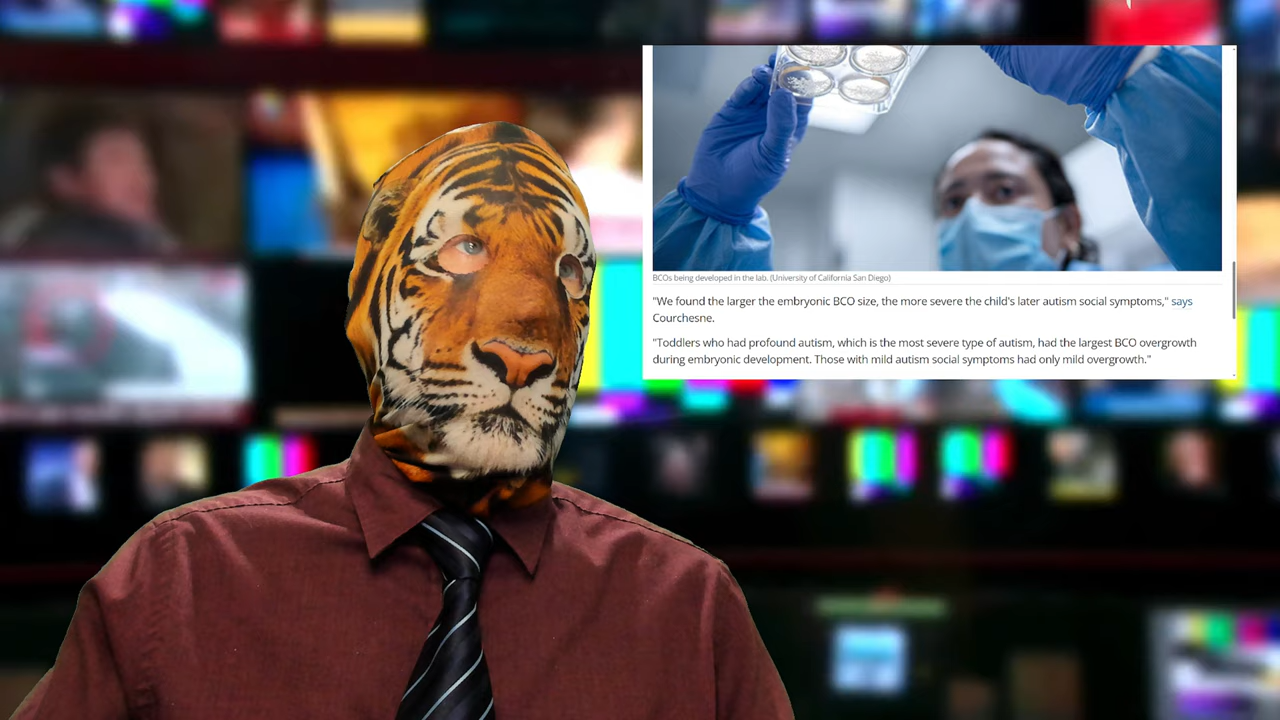 BCOs being developed in the lab. (University of California San Diego)
"We found the larger the embryonic BCO size, the more severe the child's later autism social symptoms," says
Courchesne.
"Toddlers who had profound autism, which is the most severe type of autism, had the largest BCO overgrowth
during embryonic development. Those with mild autism social symptoms had only mild overgrowth."